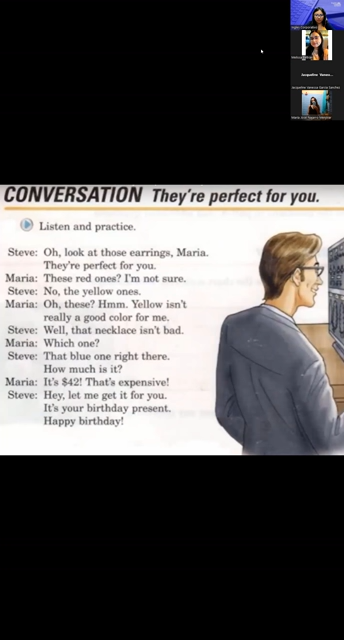 Jacqueline Vaness...
Jacqueline Vanessa Garcia Sanchez
CONVERSATION They're perfect for you.
Listen and practice.
Steve: Oh, look at those earrings, Maria.
They're perfect for you.
Maria: These red ones? I'm not sure.
Steve: No, the yellow ones.
Maria: Oh, these? Hmm. Yellow isn't
really a good color for me.
Steve: Well, that necklace isn't bad.
Maria: Which one?
Steve: That blue one right there.
How much is it?
Maria: It's $42! That's expensive!
Steve: Hey, let me get it for you.
It's your birthday present.
Happy birthday!